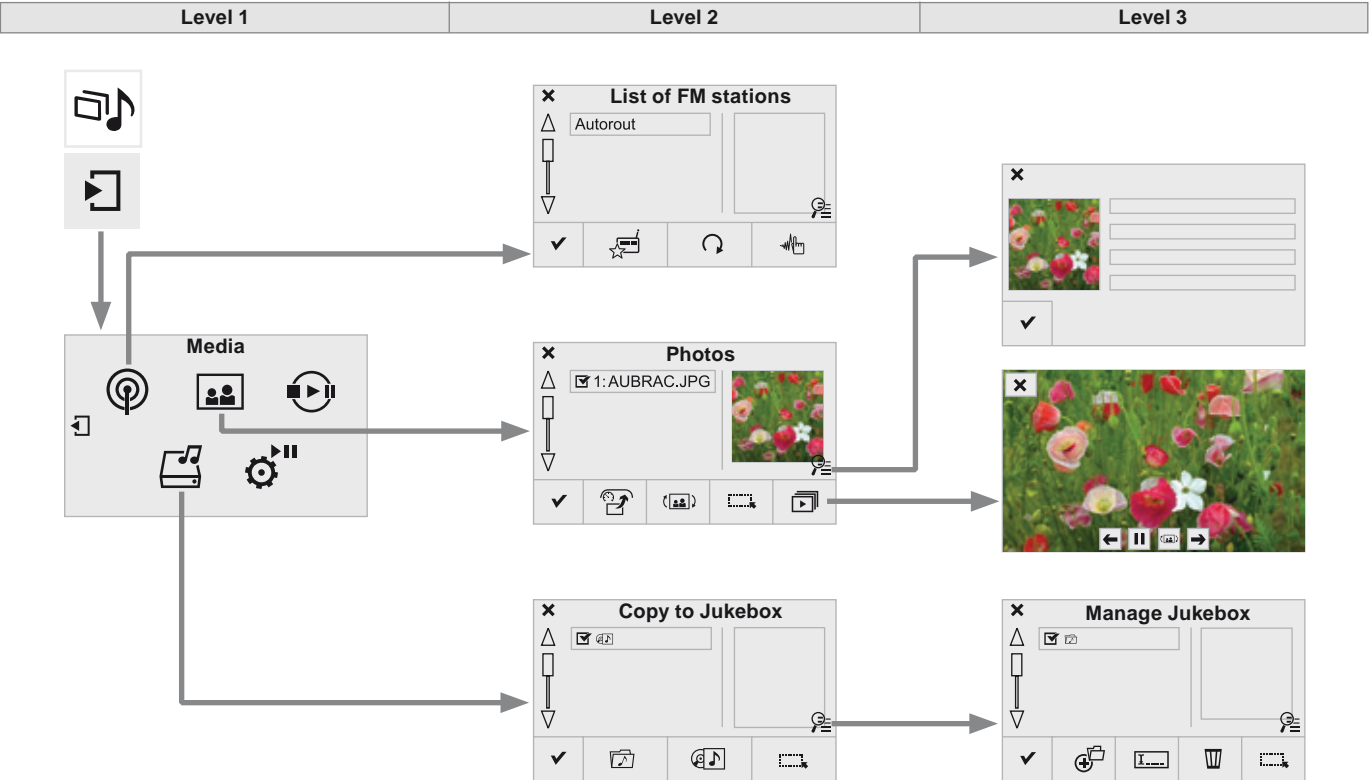 Level 1
Level 2
Level 3
List of FM stations
Autorout
Media
Photos
1: AUBRAC.JPG
Copy to Jukebox
Manage Jukebox